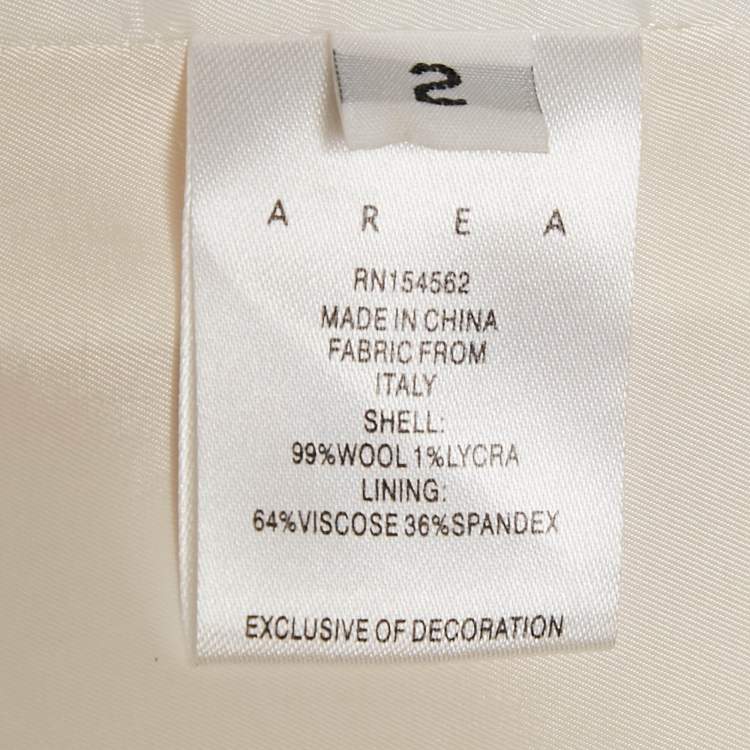 2
A R E A
RN154562
MADE IN CHINA
FABRIC FROM
ITALY
SHELL:
99%WOOL 1%LYCRA
LINING:
64%VISCOSE 36%SPANDEX
EXCLUSIVE OF DECORATION